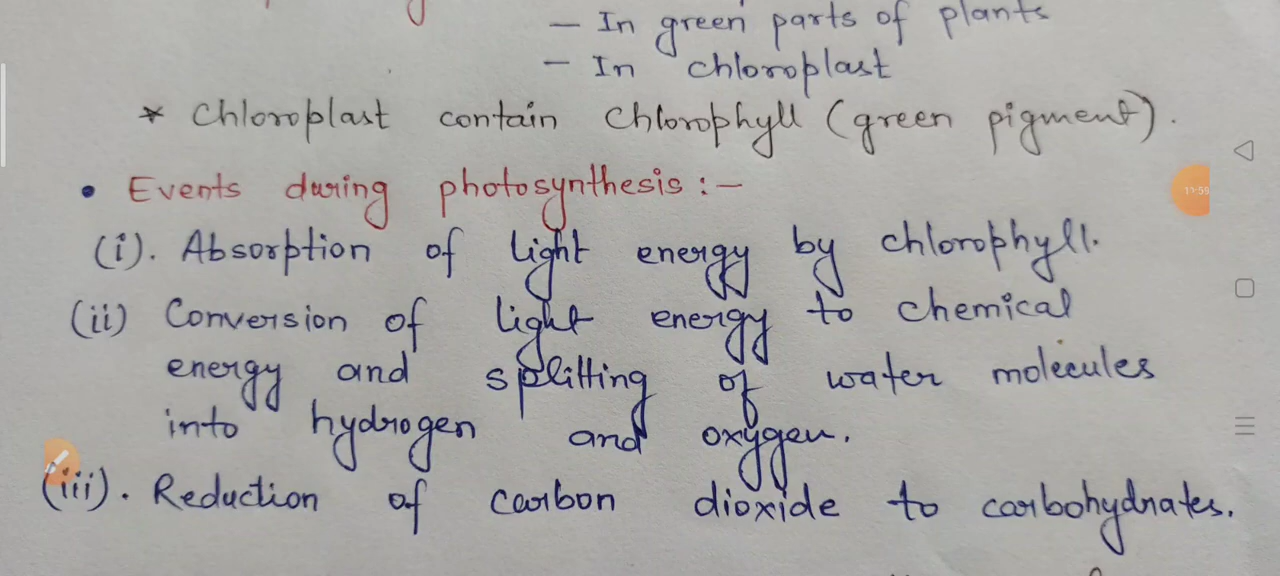 – In green parts of plants
– In chloroplast
* Chloroplast contain Chlorophyll (green pigment).
• Events during photosynthesis :–
(i). Absorption of light energy by chlorophyll.
(ii) Conversion of light energy to chemical
energy and splitting of water molecules
into hydrogen and oxygen.
(iii). Reduction of carbon dioxide to carbohydrates.